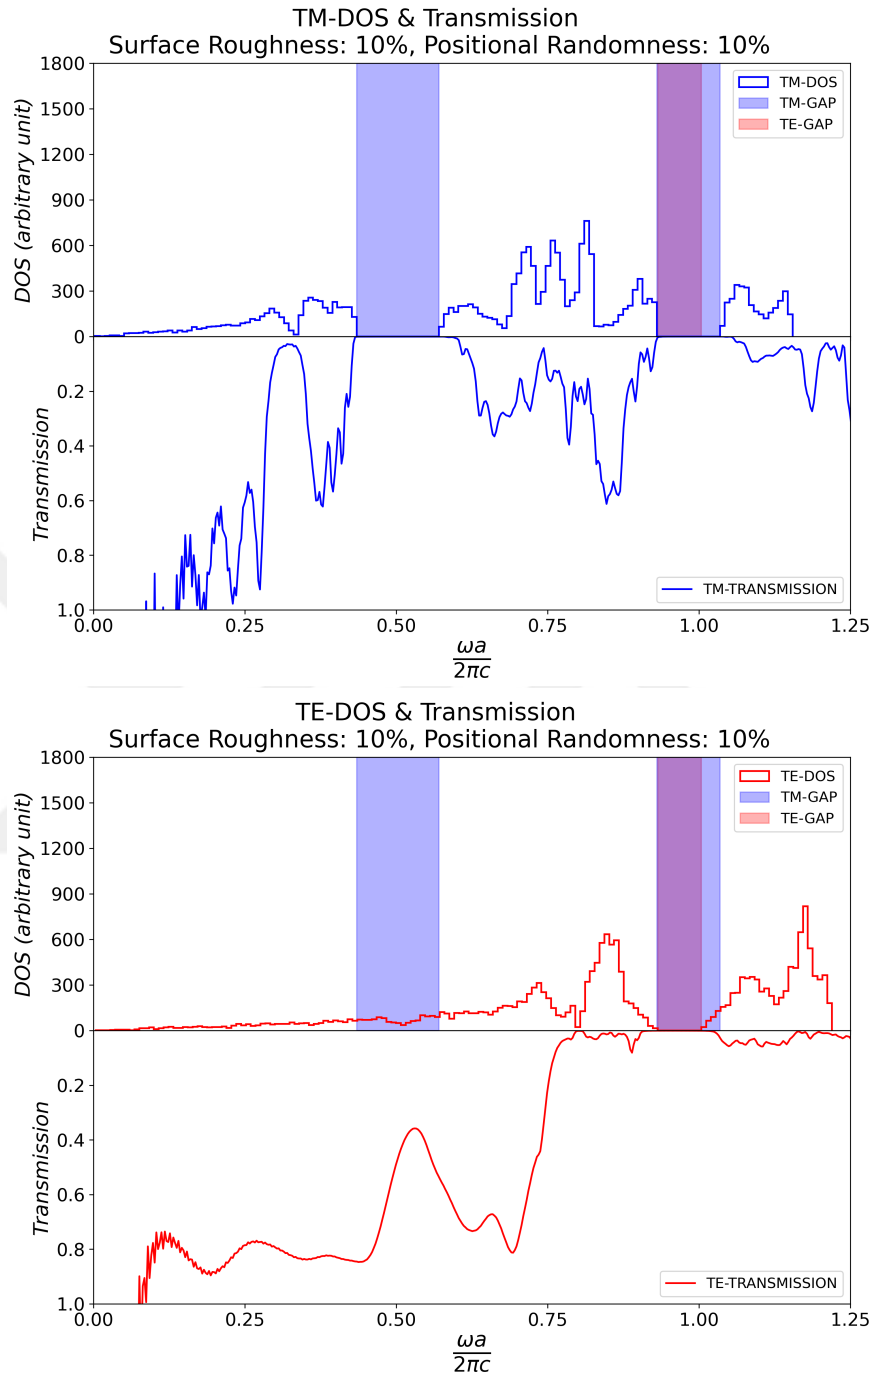 TM-DOS & Transmission
Surface Roughness: 10%, Positional Randomness: 10%
1800
1500
1200
900
600
300
0
0.2
0.4
0.6
0.8
1.0
DOS (arbitrary unit)
Transmission
TM-DOS
TM-GAP
TE-GAP
TM-TRANSMISSION
0.00 0.25 0.50 0.75 1.00 1.25
ωa
2πc
TE-DOS & Transmission
Surface Roughness: 10%, Positional Randomness: 10%
1800
1500
1200
900
600
300
0
0.2
0.4
0.6
0.8
1.0
DOS (arbitrary unit)
Transmission
TE-DOS
TM-GAP
TE-GAP
TE-TRANSMISSION
0.00 0.25 0.50 0.75 1.00 1.25
ωa
2πc